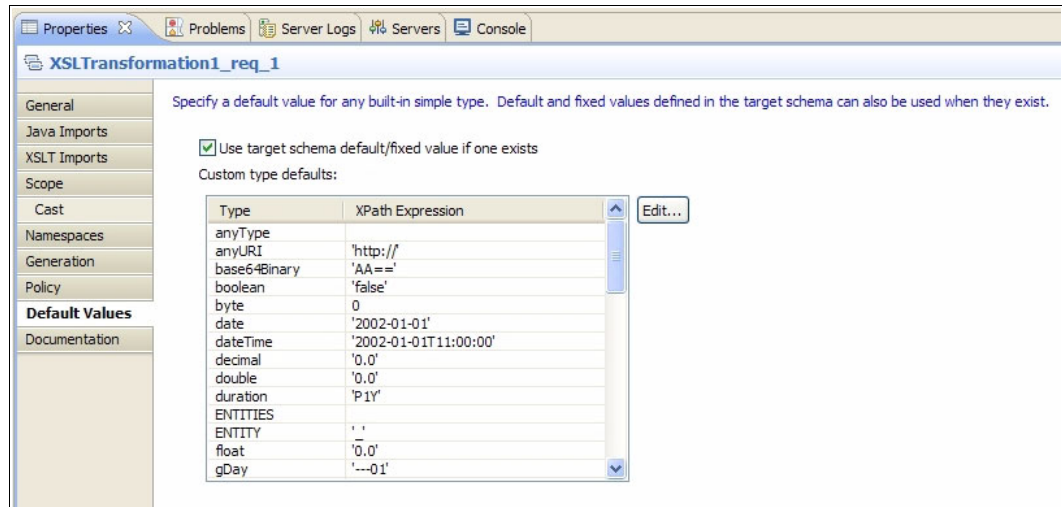 Properties Problems Server Logs Servers Console
XSLTransformation1_req_1
General
Java Imports
XSLT Imports
Scope
Cast
Namespaces
Generation
Policy
Default Values
Documentation
Specify a default value for any built-in simple type. Default and fixed values defined in the target schema can also be used when they exist.
Use target schema default/fixed value if one exists
Custom type defaults:
Type XPath Expression
anyType
anyURI 'http://'
base64Binary 'AA=='
boolean 'false'
byte 0
date '2002-01-01'
dateTime '2002-01-01T11:00:00'
decimal '0.0'
double '0.0'
duration 'P1Y'
ENTITIES
ENTITY '_'
float '0.0'
gDay '---01'
Edit...